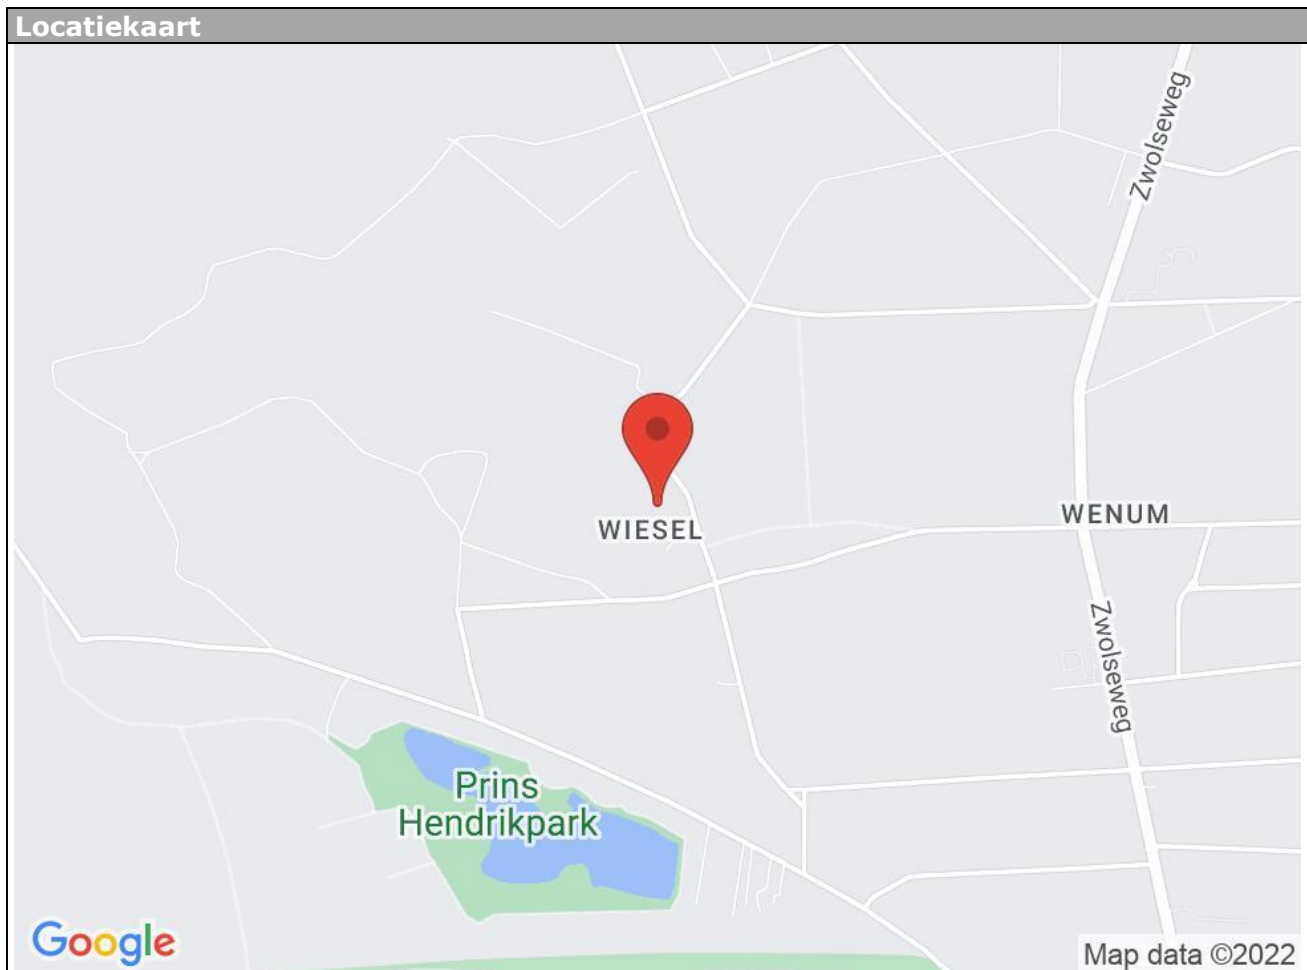 Locatiekaart
Zwolseweg
WIESEL
WENUM
Zwolseweg
Prins
Hendrikpark
Google
Map data ©2022